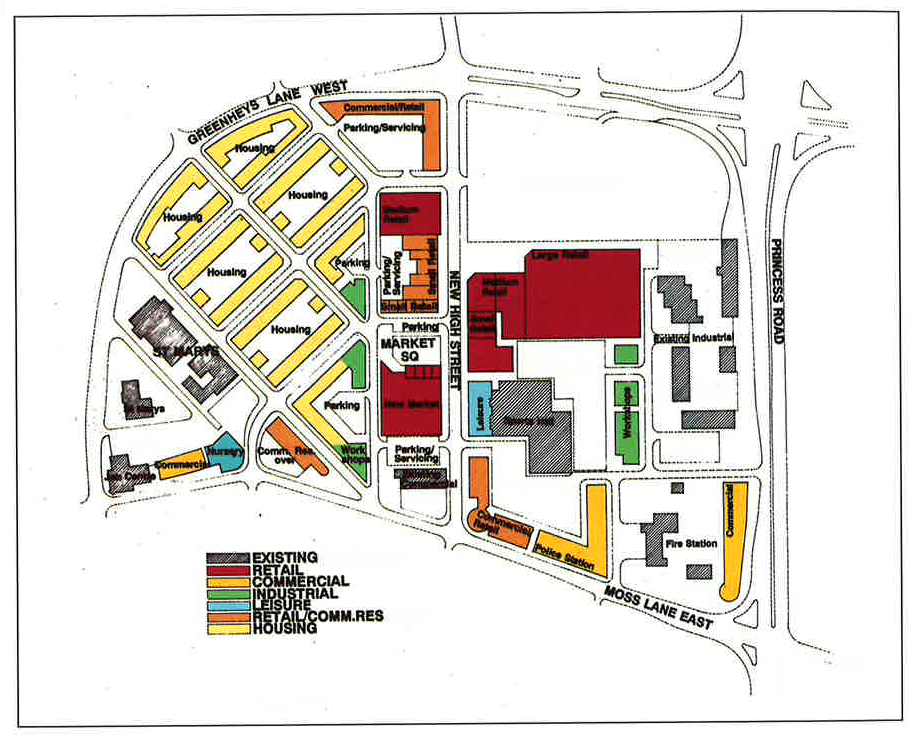 GREENHEYS LANE WEST
Commercial/Retail
Parking/Servicing
Housing
Housing
Housing
Housing
Housing
Medium
Retail
Parking/
Servicing
Small Retail
Small Retail
Parking
Parking
MARKET
SQ
NEW HIGH STREET
New Market
Parking
Parking/
Servicing
Existing
Commercial
Work
shops
Comm. Res.
over
ST MARYS
St Marys
Job Centre
Commercial
Nursery
Large Retail
Medium
Retail
Small
Retail
Existing Industrial
PRINCESS ROAD
Leisure
Sports Hall
Workshops
Commercial
Retail
Police Station
Fire Station
Commercial
MOSS LANE EAST
EXISTING
RETAIL
COMMERCIAL
INDUSTRIAL
LEISURE
RETAIL/COMM.RES
HOUSING